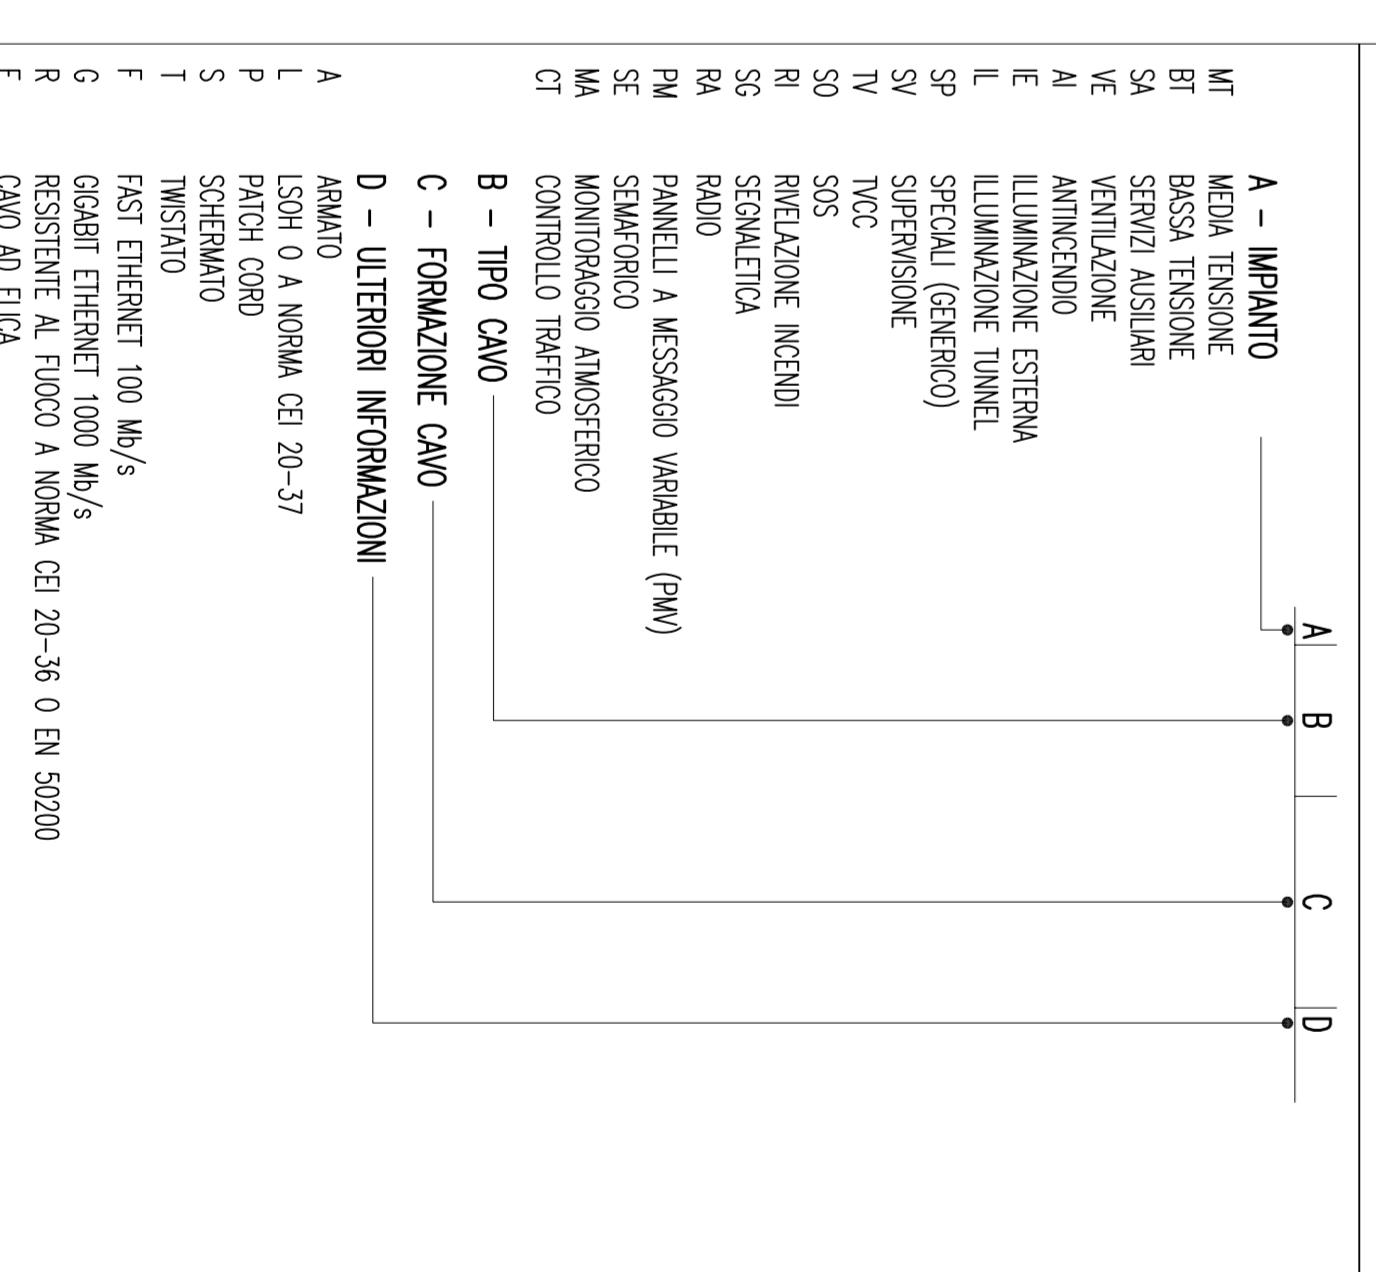 A B C D
A - IMPIANTO
MT MEDIA TENSIONE
BT BASSA TENSIONE
SA SERVIZI AUSILIARI
VE VENTILAZIONE
AI ANTINCENDIO
IE ILLUMINAZIONE ESTERNA
IL ILLUMINAZIONE TUNNEL
SP SPECIALI (GENERICO)
SV SUPERVISIONE
TV TVCC
SO SOS
RI RIVELAZIONE INCENDI
SG SEGNALETICA
RA RADIO
PM PANNELLI A MESSAGGIO VARIABILE (PMV)
SE SEMAFORICO
MA MONITORAGGIO ATMOSFERICO
CT CONTROLLO TRAFFICO
B - TIPO CAVO
C - FORMAZIONE CAVO
D - ULTERIORI INFORMAZIONI
A ARMATO
L LSOH O A NORMA CEI 20-37
P PATCH CORD
S SCHERMATO
T TWISTATO
F FAST ETHERNET 100 Mb/s
G GIGABIT ETHERNET 1000 Mb/s
R RESISTENTE AL FUOCO A NORMA CEI 20-36 O EN 50200
CAVO AD ELICA